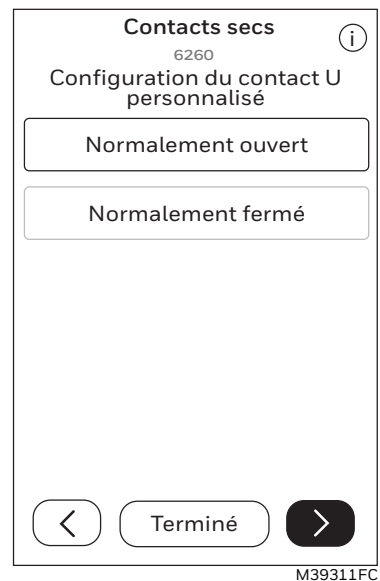 Contacts secs
i
6260
Configuration du contact U
personnalisé
Normalement ouvert
Normalement fermé
Terminé
M39311FC